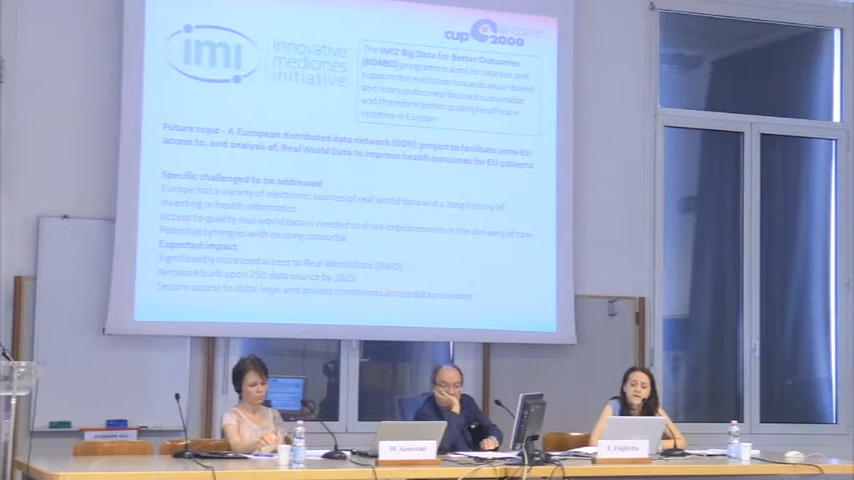 imi
innovative
medicines
initiative
cup 2000
The IMI2 Big Data for Better Outcomes
(BD4BO) programme aims to catalyse and
support the evolution towards value-based
and more outcomes-focused sustainable
and therefore better quality, healthcare
systems in Europe.
Future topic - A European distributed data network (DDN) project to facilitate intra-EU
access to, and analysis of, Real World Data to improve health outcomes for EU patients
Specific challenged to be addressed
Europe has a variety of electronic sources of real world data and a long history of
investing in health informatics
Access to quality real world data is needed to drive improvements in the delivery of care
Potential synergies with existing consortia
Expected impact
Significantly increased access to Real World Data (RWD)
Network built upon 250 data source by 2025
Secure access to data: legal and privacy constraints across data providers